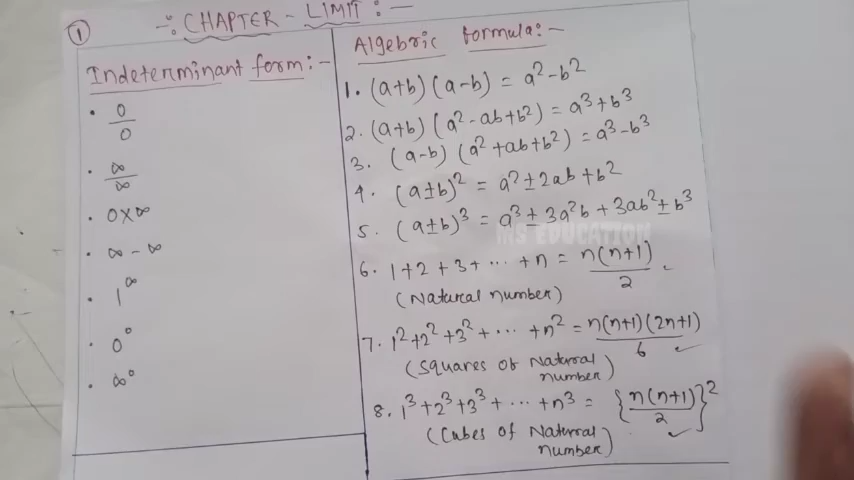 ①
-: CHAPTER - LIMIT :-
Indeterminant form:-
• 0/0
• ∞/∞
• 0×∞
• ∞ - ∞
• 1^∞
• 0^0
• ∞^0
Algebric formula:-
1. (a+b) (a-b) = a²-b²
2. (a+b) (a²-ab+b²) = a³+b³
3. (a-b) (a²+ab+b²) = a³-b³
4. (a±b)² = a²±2ab+b²
5. (a±b)³ = a³±3a²b+3ab²±b³
MS EDUCATION
6. 1+2+3+⋯+n = n(n+1)/2
(Natural number)
7. 1²+2²+3²+⋯+n² = n(n+1)(2n+1)/6
(Squares of Natural
number)
8. 1³+2³+3³+⋯+n³ = {n(n+1)/2}²
(Cubes of Natural
number)